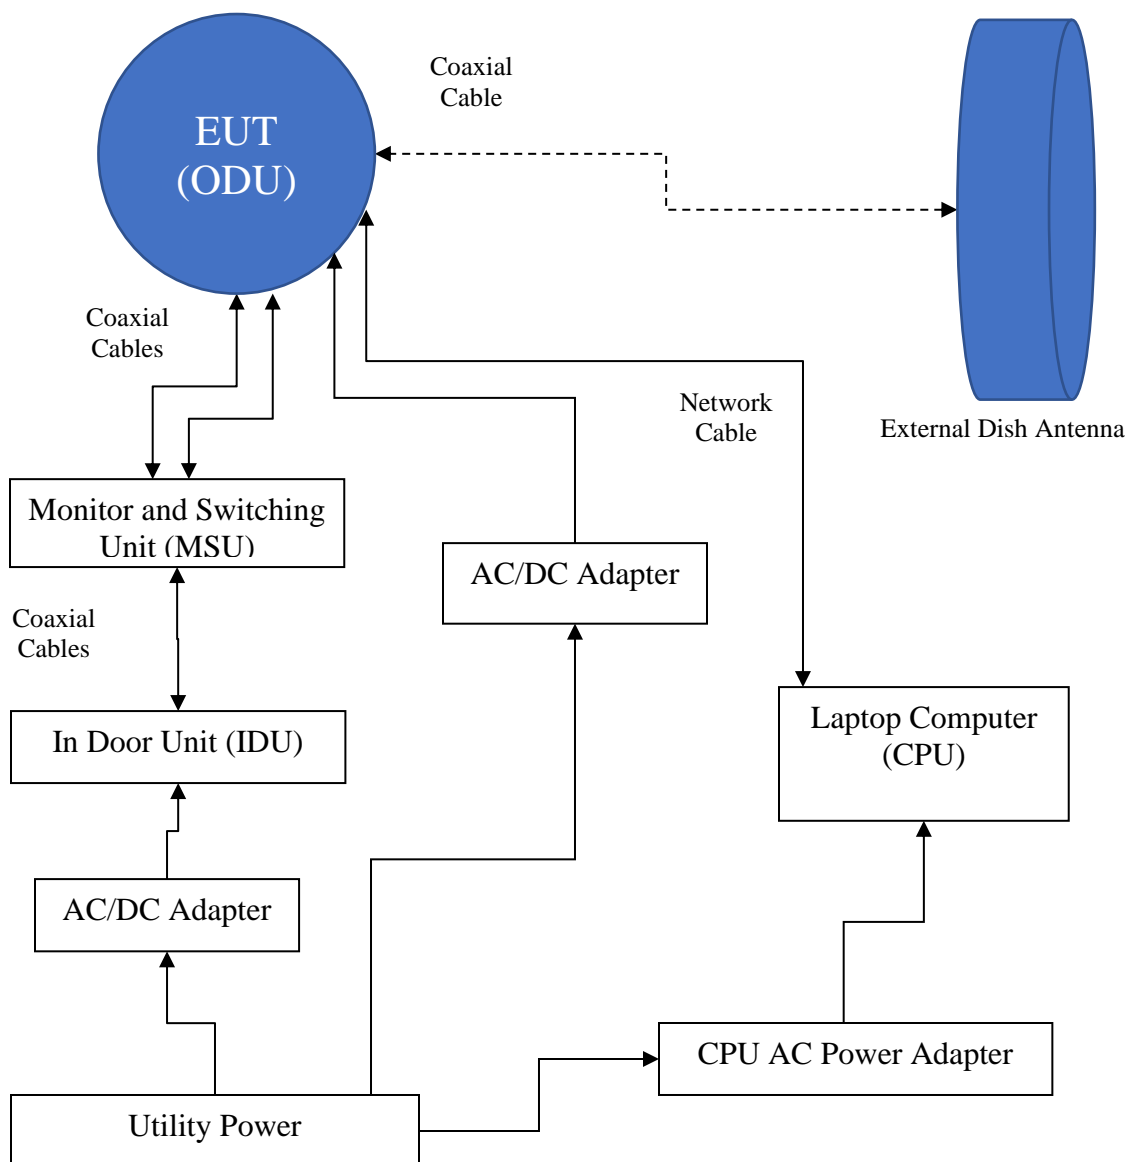 EUT
(ODU)
Coaxial
Cable
Coaxial
Cables
Network
Cable
External Dish Antenna
Monitor and Switching
Unit (MSU)
AC/DC Adapter
Coaxial
Cables
In Door Unit (IDU)
Laptop Computer
(CPU)
AC/DC Adapter
CPU AC Power Adapter
Utility Power